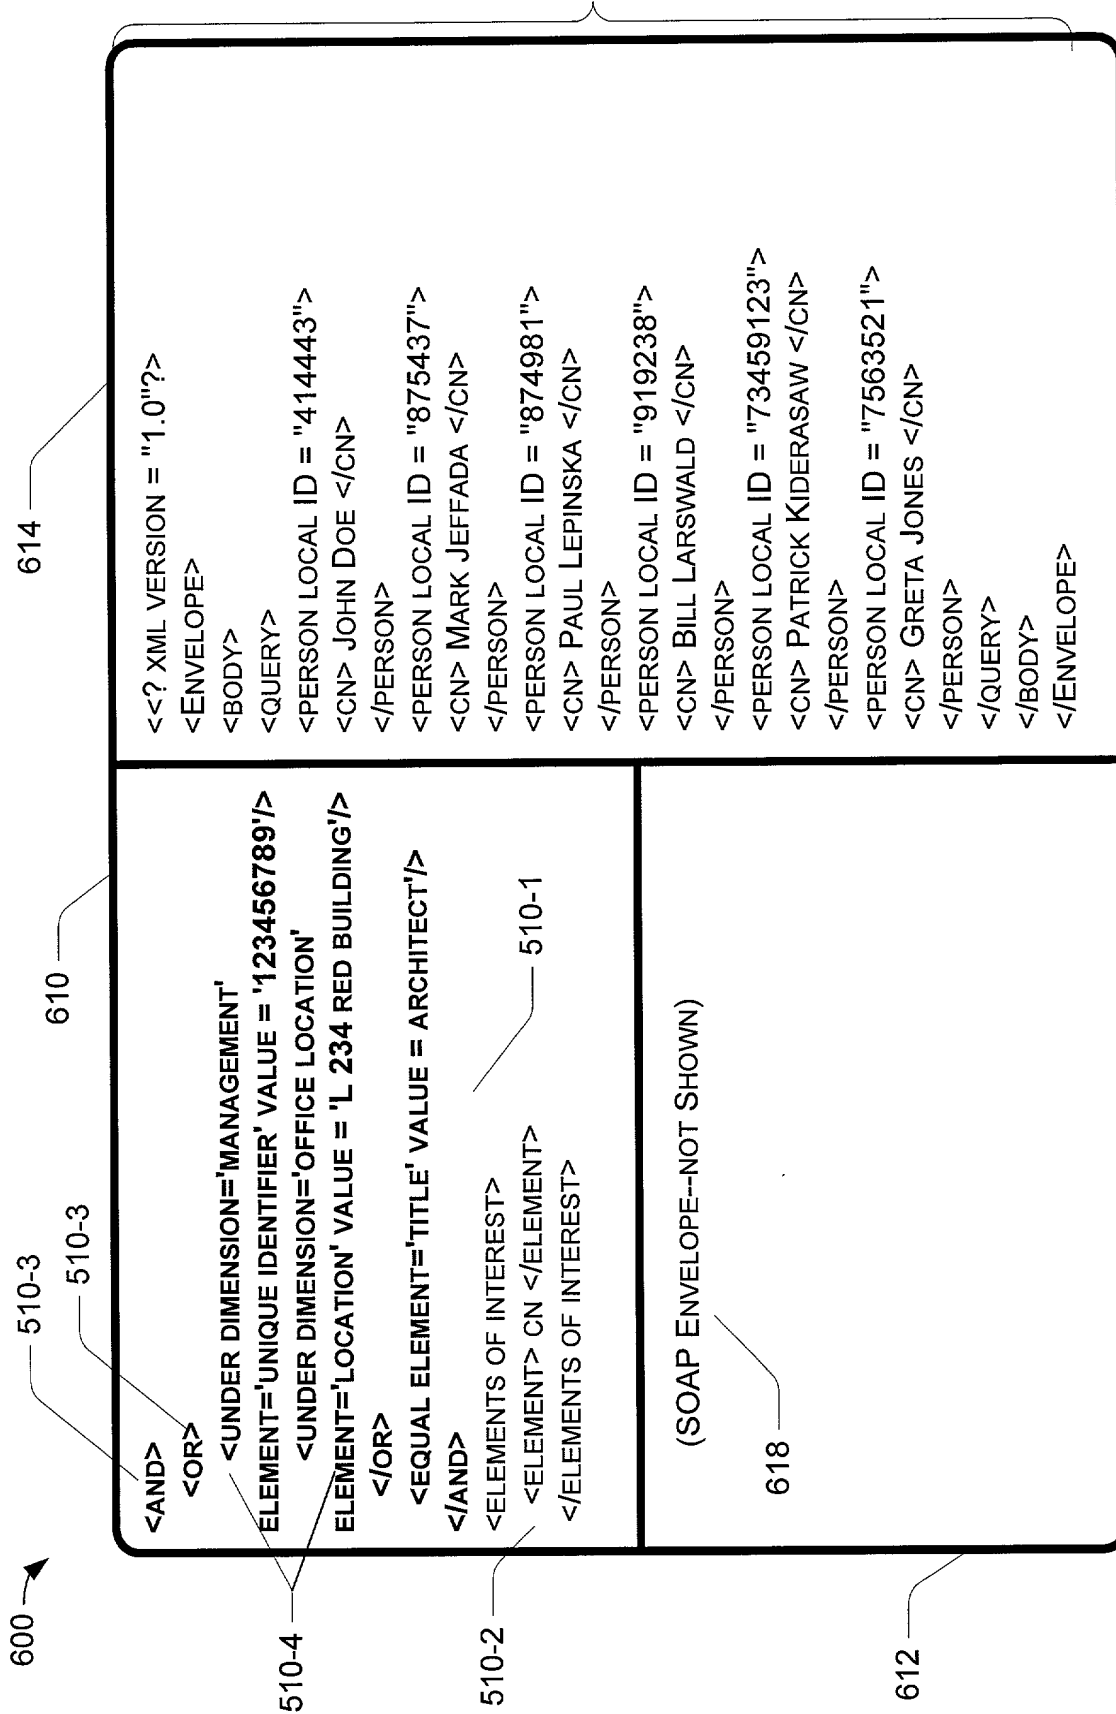 600
610
614
510-3
510-3
<AND>
<OR>
<UNDER DIMENSION='MANAGEMENT'
ELEMENT='UNIQUE IDENTIFIER' VALUE = '123456789'/>
<UNDER DIMENSION='OFFICE LOCATION'
ELEMENT='LOCATION' VALUE = 'L 234 RED BUILDING'/>
</OR>
<EQUAL ELEMENT='TITLE' VALUE = ARCHITECT'/>
</AND>
<ELEMENTS OF INTEREST>
<ELEMENT> CN </ELEMENT>
</ELEMENTS OF INTEREST>
510-4
510-2
510-1
(SOAP ENVELOPE--NOT SHOWN)
618
612
<<? XML VERSION = "1.0"?>
<ENVELOPE>
<BODY>
<QUERY>
<PERSON LOCAL ID = "414443">
<CN> JOHN DOE </CN>
</PERSON>
<PERSON LOCAL ID = "875437">
<CN> MARK JEFFADA </CN>
</PERSON>
<PERSON LOCAL ID = "874981">
<CN> PAUL LEPINSKA </CN>
</PERSON>
<PERSON LOCAL ID = "919238">
<CN> BILL LARSWALD </CN>
</PERSON>
<PERSON LOCAL ID = "73459123">
<CN> PATRICK KIDERASAW </CN>
</PERSON>
<PERSON LOCAL ID = "7563521">
<CN> GRETA JONES </CN>
</PERSON>
</QUERY>
</BODY>
</ENVELOPE>